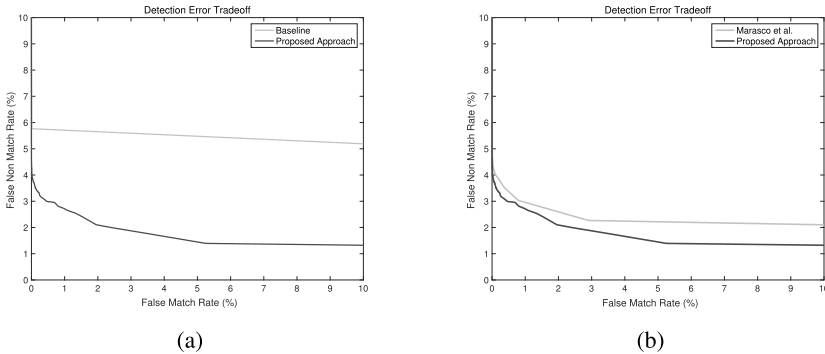 Detection Error Tradeoff
10
9
8
7
6
5
4
3
2
1
0
False Non Match Rate (%)
Baseline
Proposed Approach
0 1 2 3 4 5 6 7 8 9 10
False Match Rate (%)
(a)
Detection Error Tradeoff
10
9
8
7
6
5
4
3
2
1
0
False Non Match Rate (%)
Marasco et al.
Proposed Approach
0 1 2 3 4 5 6 7 8 9 10
False Match Rate (%)
(b)